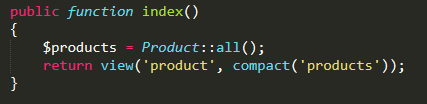 public function index()
{
    $products = Product::all();
    return view('product', compact('products'));
}